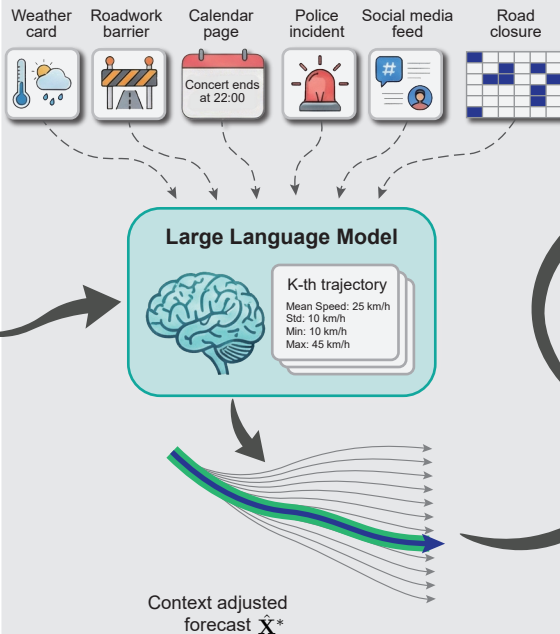 Weather card
Roadwork barrier
Calendar page
Police incident
Social media feed
Road closure
Concert ends
at 22:00
#
Large Language Model
K-th trajectory
Mean Speed: 25 km/h
Std: 10 km/h
Min: 10 km/h
Max: 45 km/h
Context adjusted
forecast X̂*